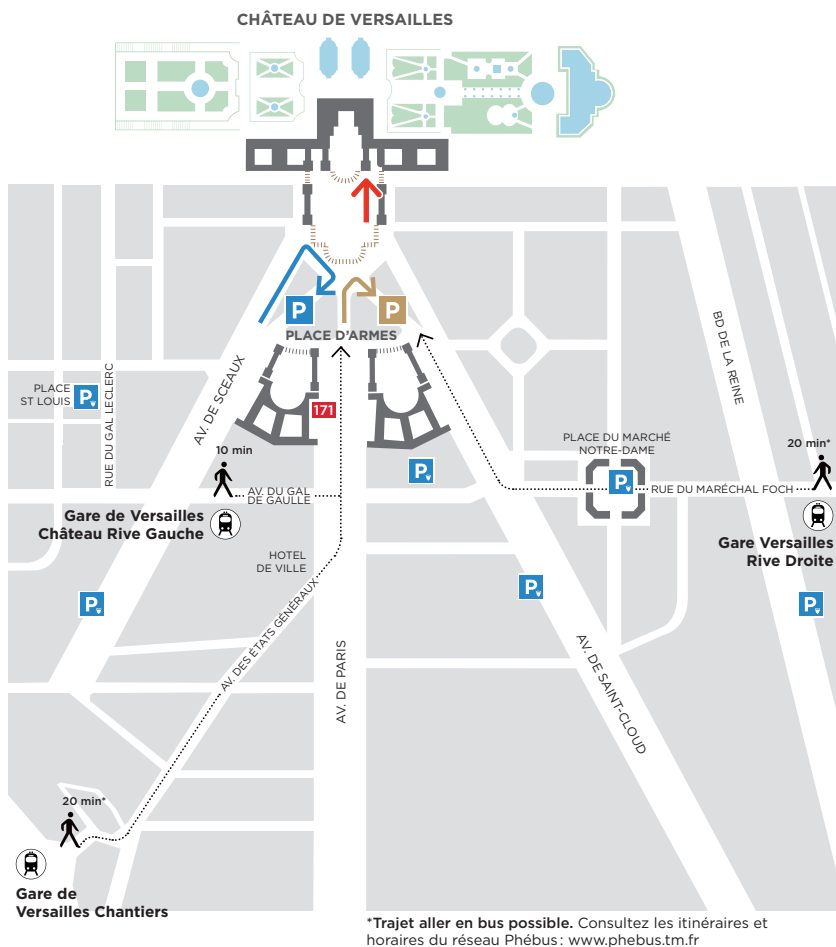 CHÂTEAU DE VERSAILLES
P
P
PLACE D'ARMES
BD DE LA REINE
AV. DE SCEAUX
RUE DU GAL LECLERC
PLACE
ST LOUIS
P
171
PLACE DU MARCHÉ
NOTRE-DAME
P
P
20 min*
RUE DU MARÉCHAL FOCH
10 min
AV. DU GAL
DE GAULLE
Gare de Versailles
Château Rive Gauche
Gare Versailles
Rive Droite
HOTEL
DE VILLE
P
P
P
AV. DES ÉTATS GÉNÉRAUX
AV. DE PARIS
AV. DE SAINT-CLOUD
20 min*
Gare de
Versailles Chantiers
*Trajet aller en bus possible. Consultez les itinéraires et
horaires du réseau Phébus : www.phebus.tm.fr